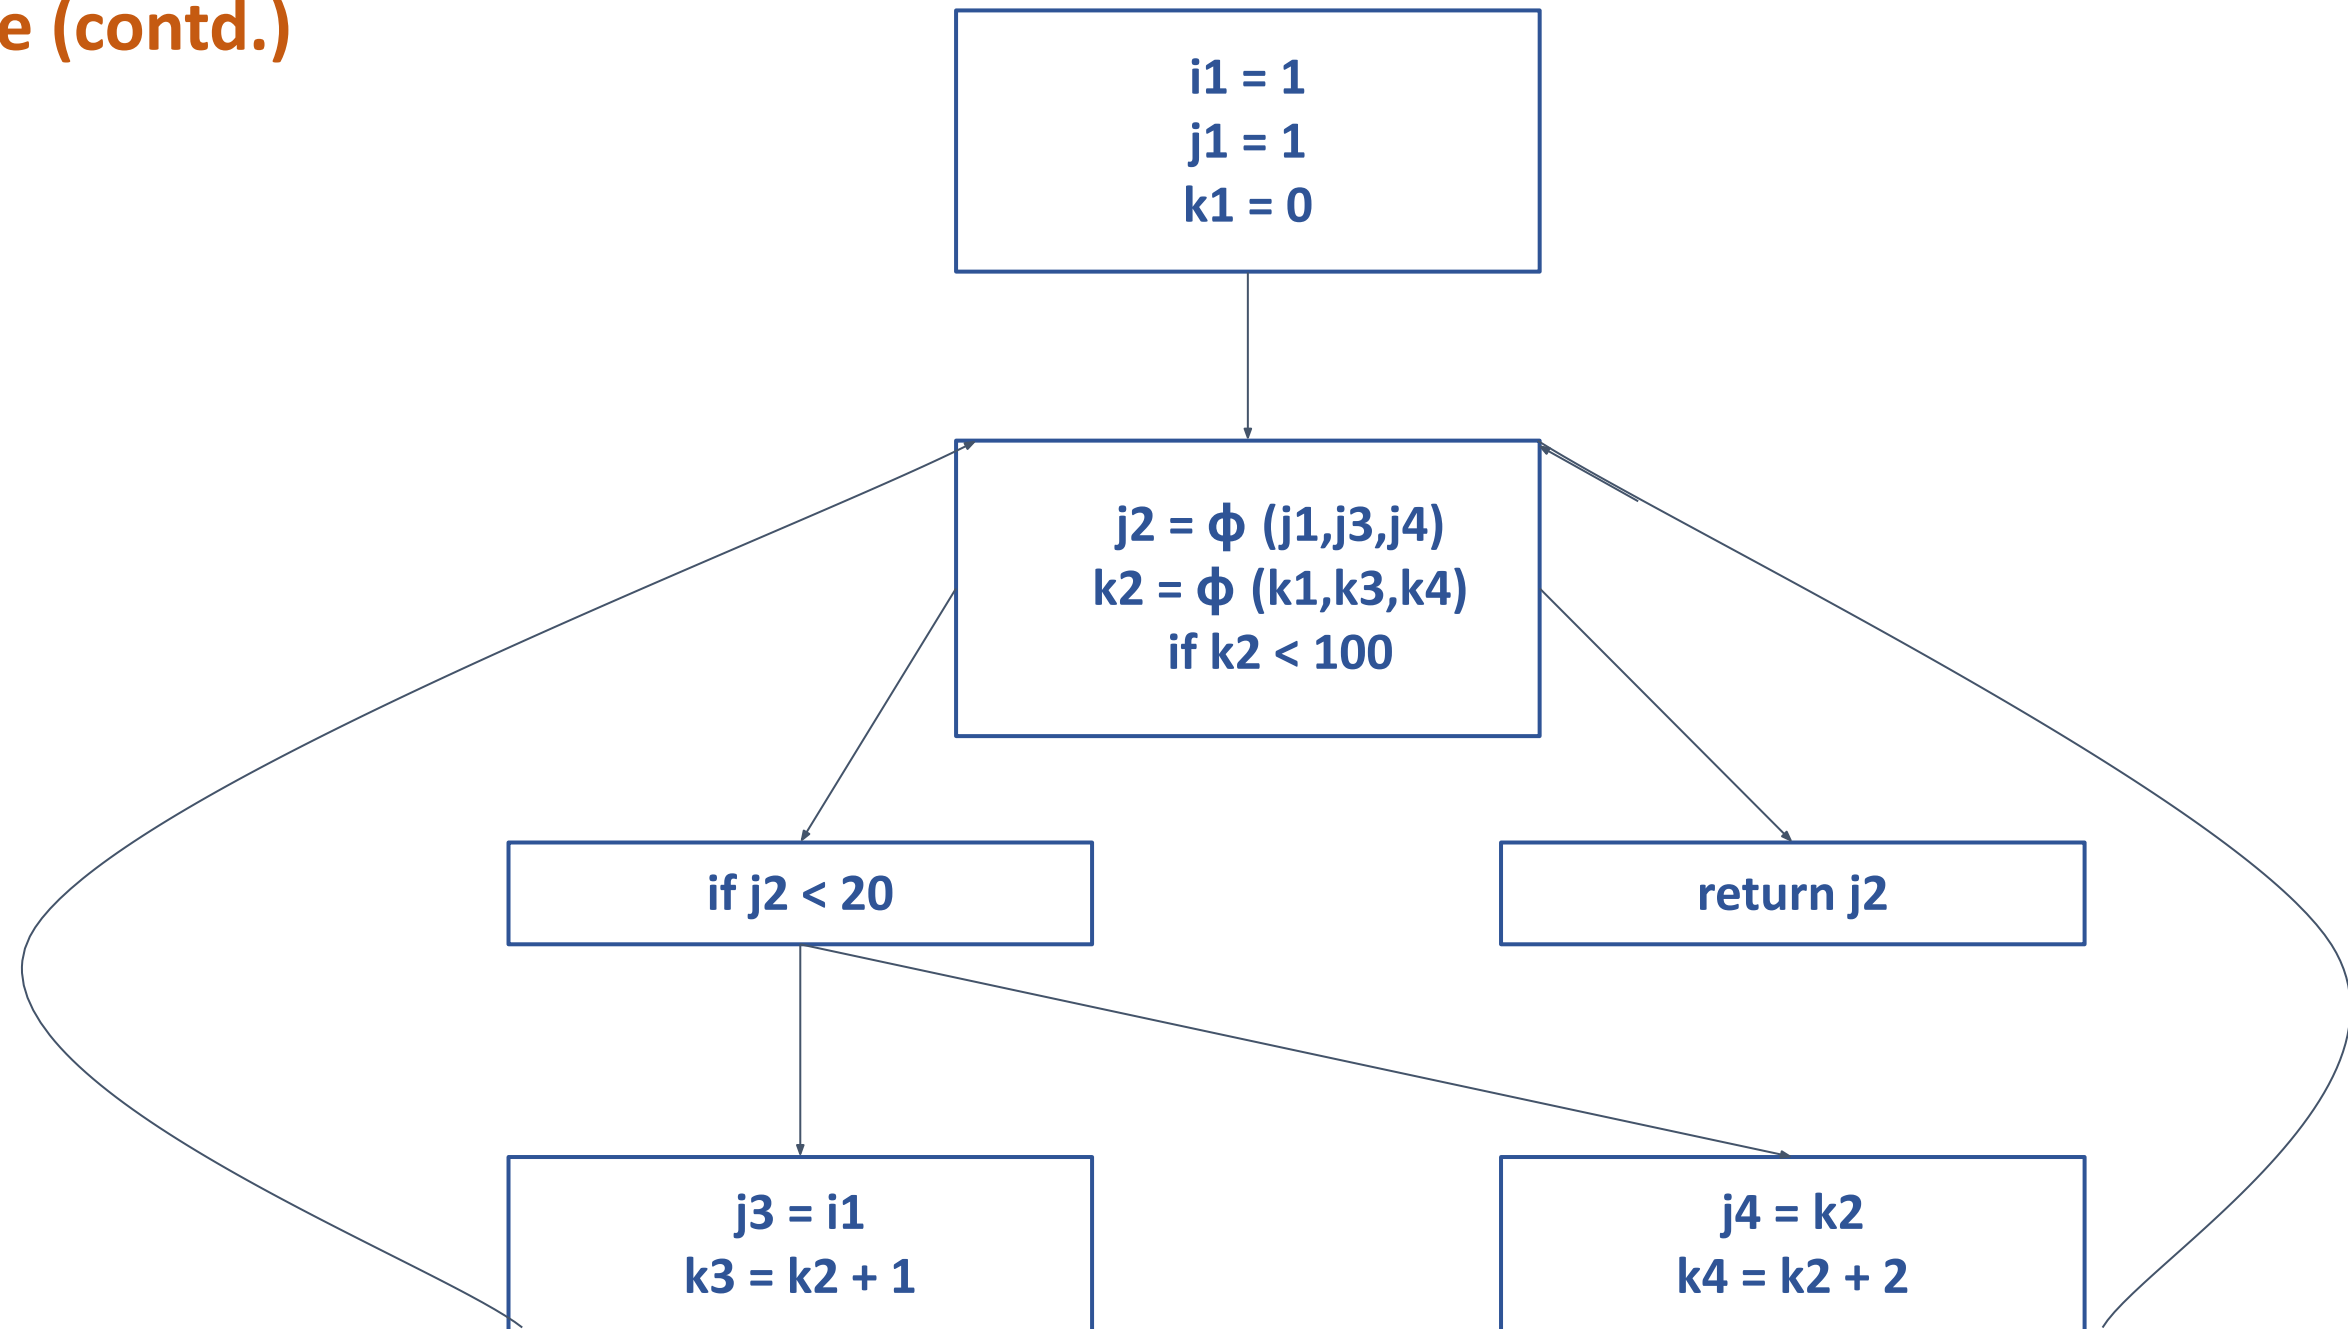 e (contd.)
i1 = 1
j1 = 1
k1 = 0
j2 = ϕ (j1,j3,j4)
k2 = ϕ (k1,k3,k4)
if k2 < 100
if j2 < 20
return j2
j3 = i1
k3 = k2 + 1
j4 = k2
k4 = k2 + 2